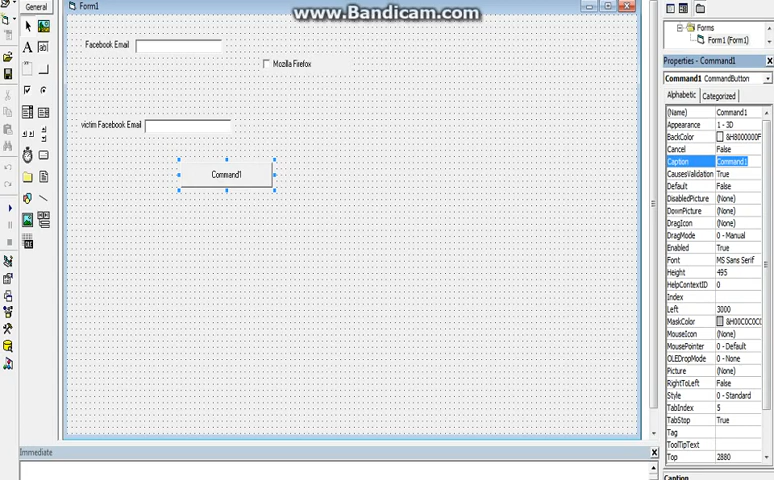 www.Bandicam.com
Form1
General
Facebook Email
Mozilla Firefox
victim Facebook Email
Command1
Forms
Form1 (Form1)
Properties - Command1
Command1 CommandButton
Alphabetic Categorized
(Name) Command1
Appearance 1 - 3D
BackColor &H8000000F
Cancel False
Caption Command1
CausesValidation True
Default False
DisabledPicture (None)
DownPicture (None)
DragIcon (None)
DragMode 0 - Manual
Enabled True
Font MS Sans Serif
Height 495
HelpContextID 0
Index
Left 3000
MaskColor &H00C0C0C0
MouseIcon (None)
MousePointer 0 - Default
OLEDropMode 0 - None
Picture (None)
RightToLeft False
Style 0 - Standard
TabIndex 5
TabStop True
Tag
ToolTipText
Top 2880
Immediate
Caption